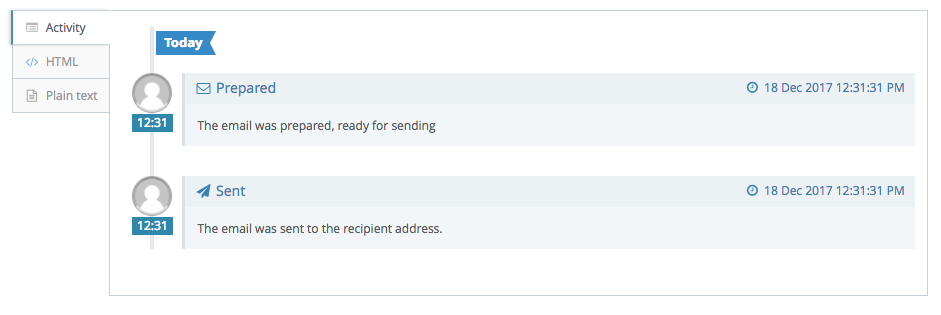 Activity
HTML
Plain text
Today
Prepared
18 Dec 2017 12:31:31 PM
12:31
The email was prepared, ready for sending
Sent
18 Dec 2017 12:31:31 PM
12:31
The email was sent to the recipient address.